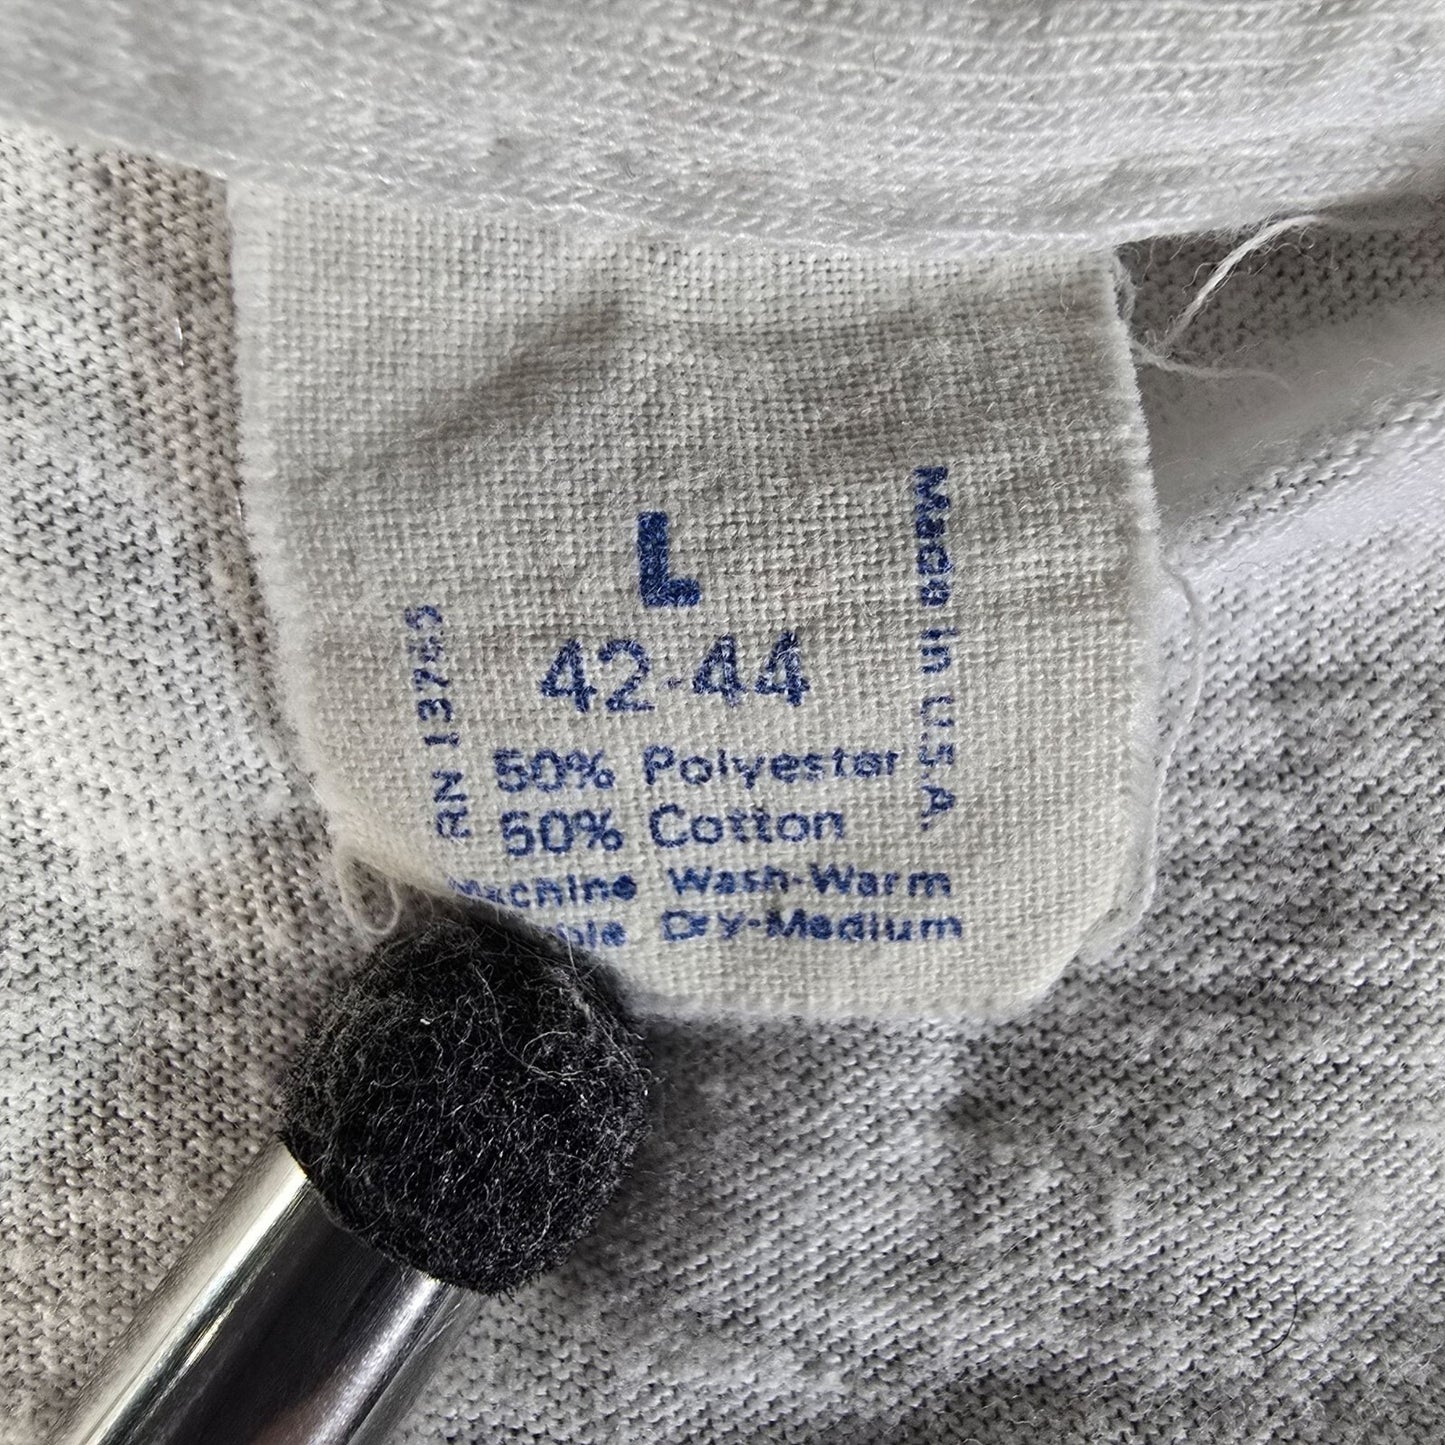 L
42-44
50% Polyester
50% Cotton
Machine Wash-Warm
Dry-Medium
RN 13765
Made in U.S.A.